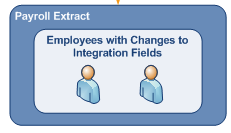 Payroll Extract
Employees with Changes to
Integration Fields